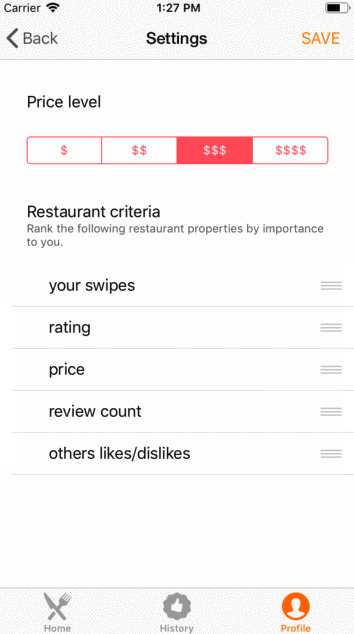 Carrier 1:27 PM
Back Settings SAVE
Price level
$ $$ $$$ $$$$
Restaurant criteria
Rank the following restaurant properties by importance
to you.
your swipes
rating
price
review count
others likes/dislikes
Home History Profile